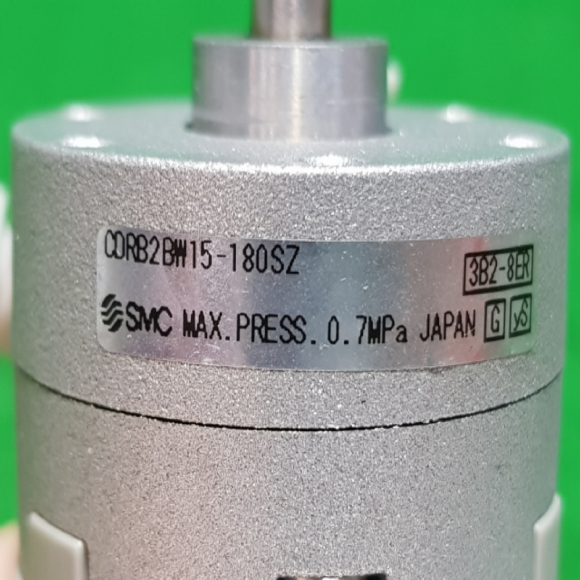 CDRB2BW15-180SZ
3B2-8ER
SMC MAX.PRESS.0.7MPa JAPAN G yS